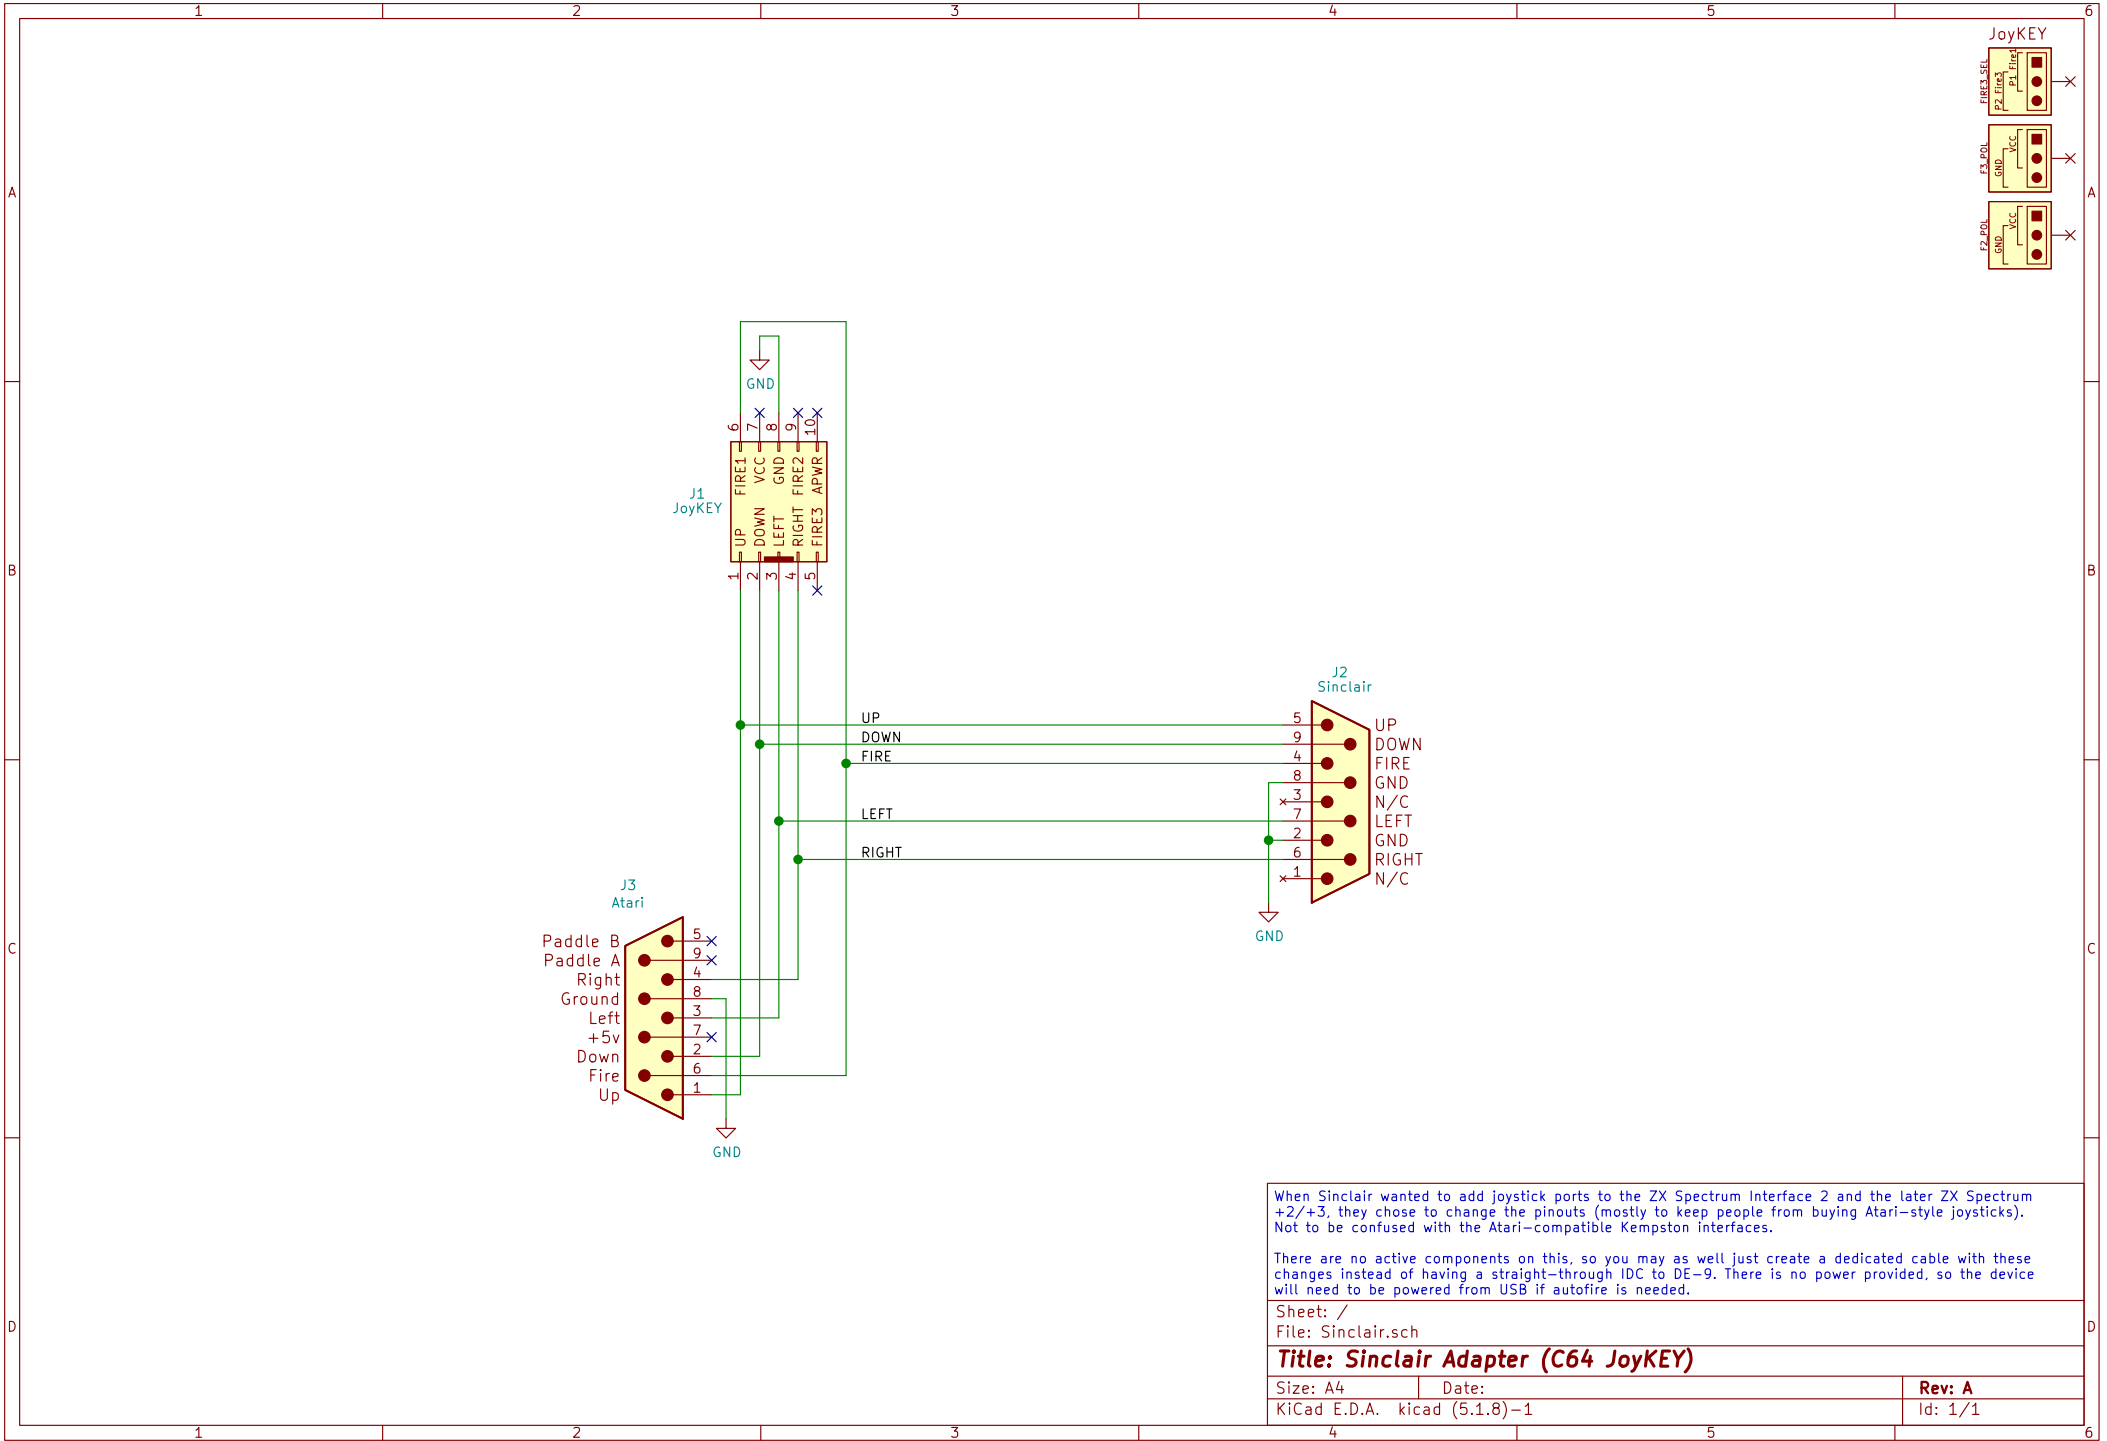 1 2 3 4 5 6
JoyKEY
FIRE3_SEL
P2 Fire3
P1 Fire1
A
F3_POL
GND
VCC
A
F2_POL
GND
VCC
GND
6 7 8 9 10
FIRE1 VCC GND FIRE2 APWR
J1
JoyKEY
UP DOWN LEFT RIGHT FIRE3
1 2 3 4 5
B
B
J2
Sinclair
UP 5 UP
DOWN 9 DOWN
FIRE 4 FIRE
8 GND
3 N/C
LEFT 7 LEFT
2 GND
RIGHT 6 RIGHT
1 N/C
GND
J3
Atari
C
C
Paddle B 5
Paddle A 9
Right 4
Ground 8
Left 3
+5v 7
Down 2
Fire 6
Up 1
GND
When Sinclair wanted to add joystick ports to the ZX Spectrum Interface 2 and the later ZX Spectrum
+2/+3, they chose to change the pinouts (mostly to keep people from buying Atari-style joysticks).
Not to be confused with the Atari-compatible Kempston interfaces.
There are no active components on this, so you may as well just create a dedicated cable with these
changes instead of having a straight-through IDC to DE-9. There is no power provided, so the device
will need to be powered from USB if autofire is needed.
Sheet: /
File: Sinclair.sch
D
D
Title: Sinclair Adapter (C64 JoyKEY)
Size: A4 Date: Rev: A
KiCad E.D.A. kicad (5.1.8)-1 Id: 1/1
1 2 3 4 5 6